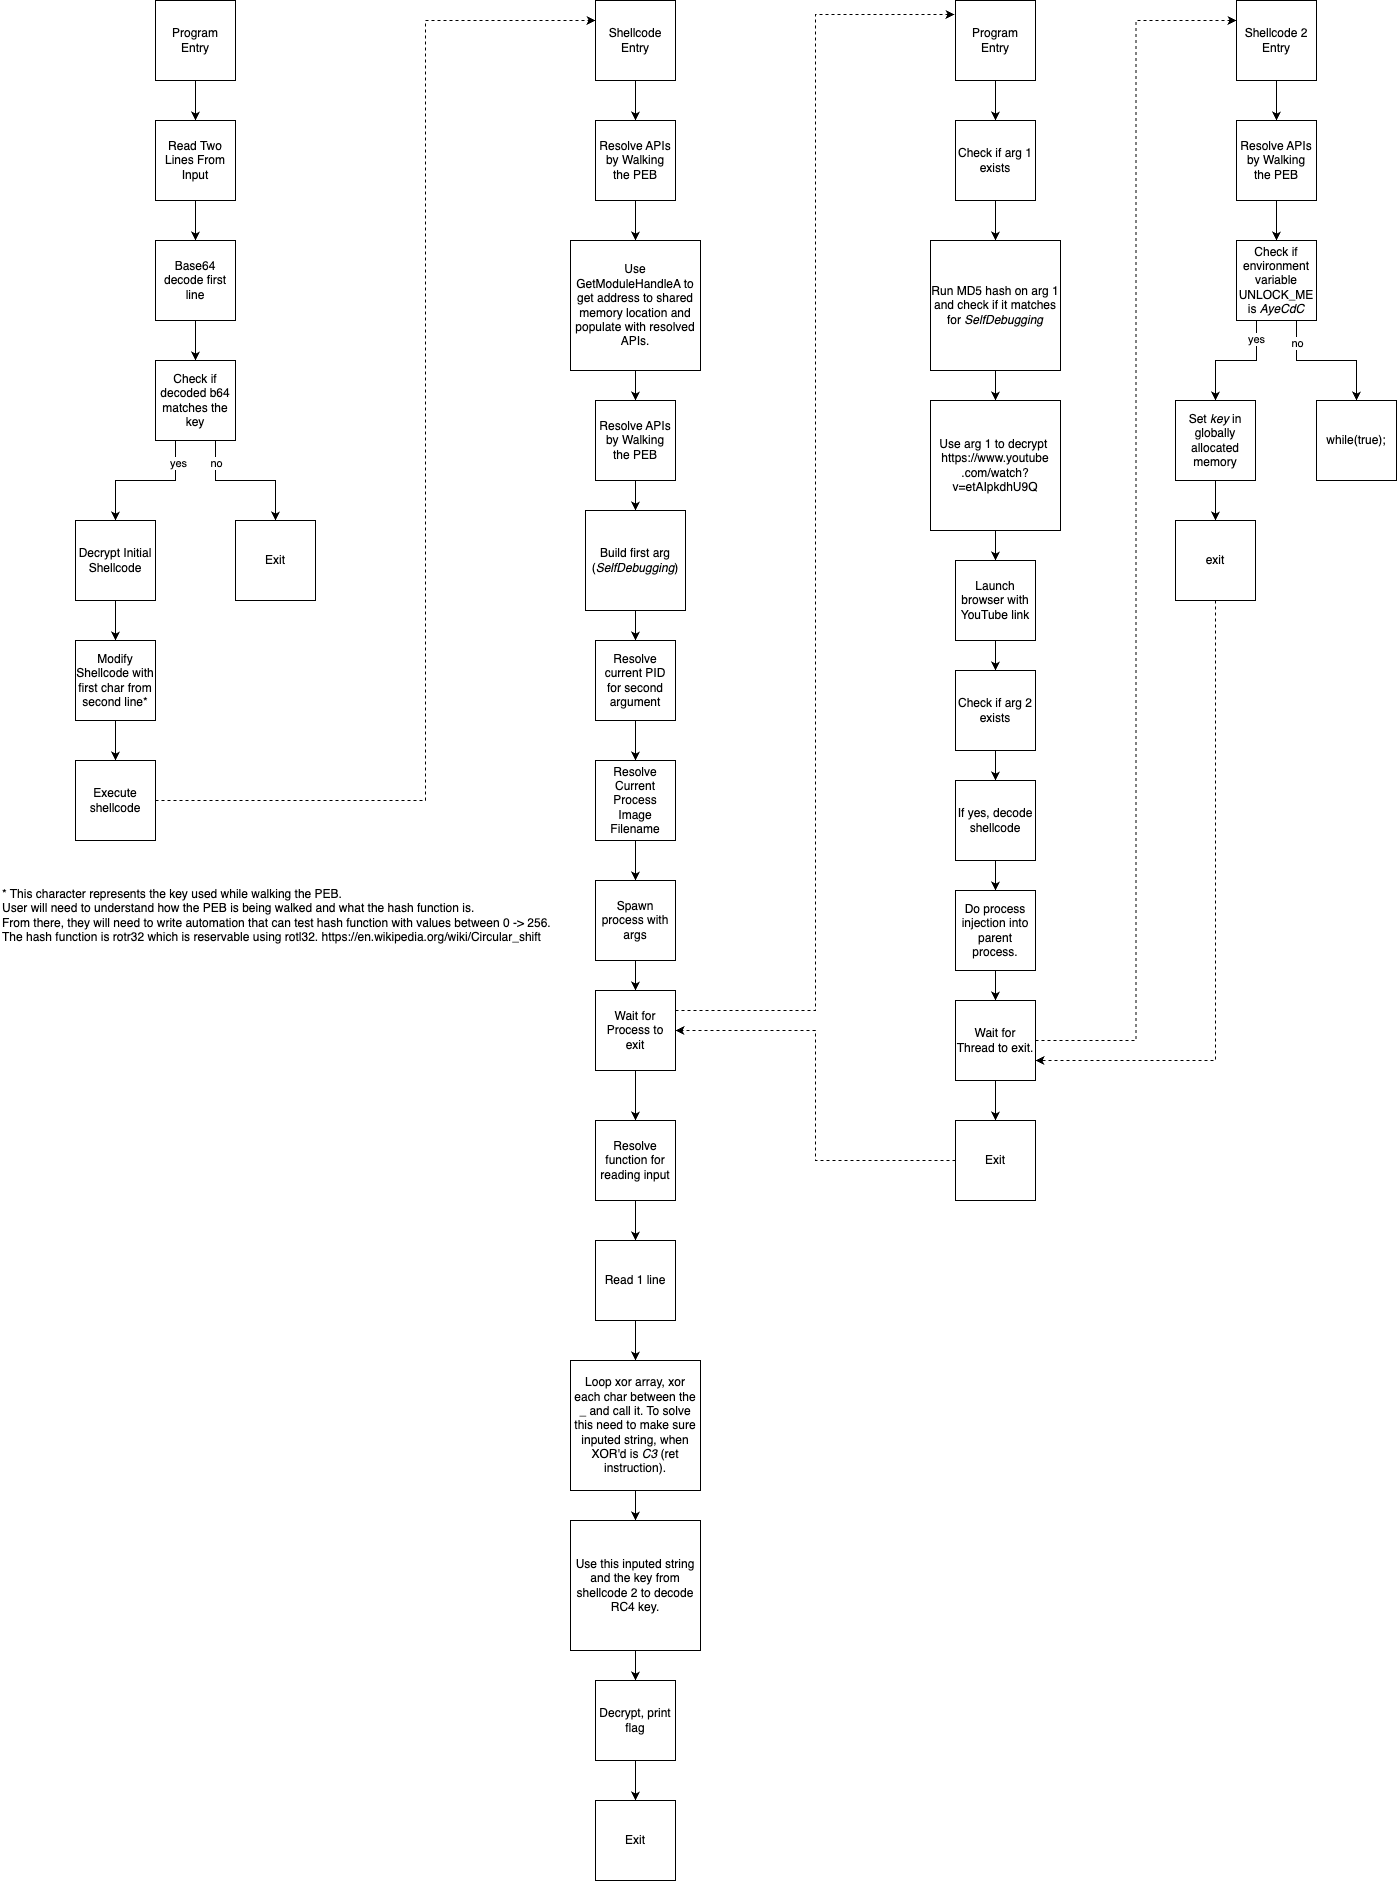 Program
Entry
Read Two
Lines From
Input
Base64
decode first
line
Check if
decoded b64
matches the
key
yes
no
Decrypt Initial
Shellcode
Exit
Modify
Shellcode with
first char from
second line*
Execute
shellcode
* This character represents the key used while walking the PEB.
User will need to understand how the PEB is being walked and what the hash function is.
From there, they will need to write automation that can test hash function with values between 0 -> 256.
The hash function is rotr32 which is reservable using rotl32. https://en.wikipedia.org/wiki/Circular_shift
Shellcode
Entry
Resolve APIs
by Walking
the PEB
Use
GetModuleHandleA to
get address to shared
memory location and
populate with resolved
APIs.
Resolve APIs
by Walking
the PEB
Build first arg
(SelfDebugging)
Resolve
current PID
for second
argument
Resolve
Current
Process
Image
Filename
Spawn
process with
args
Wait for
Process to
exit
Resolve
function for
reading input
Read 1 line
Loop xor array, xor
each char between the
_ and call it. To solve
this need to make sure
inputed string, when
XOR'd is C3 (ret
instruction).
Use this inputed string
and the key from
shellcode 2 to decode
RC4 key.
Decrypt, print
flag
Exit
Program
Entry
Check if arg 1
exists
Run MD5 hash on arg 1
and check if it matches
for SelfDebugging
Use arg 1 to decrypt
https://www.youtube
.com/watch?
v=etAIpkdhU9Q
Launch
browser with
YouTube link
Check if arg 2
exists
If yes, decode
shellcode
Do process
injection into
parent
process.
Wait for
Thread to exit.
Exit
Shellcode 2
Entry
Resolve APIs
by Walking
the PEB
Check if
environment
variable
UNLOCK_ME
is AyeCdC
yes
no
Set key in
globally
allocated
memory
while(true);
exit